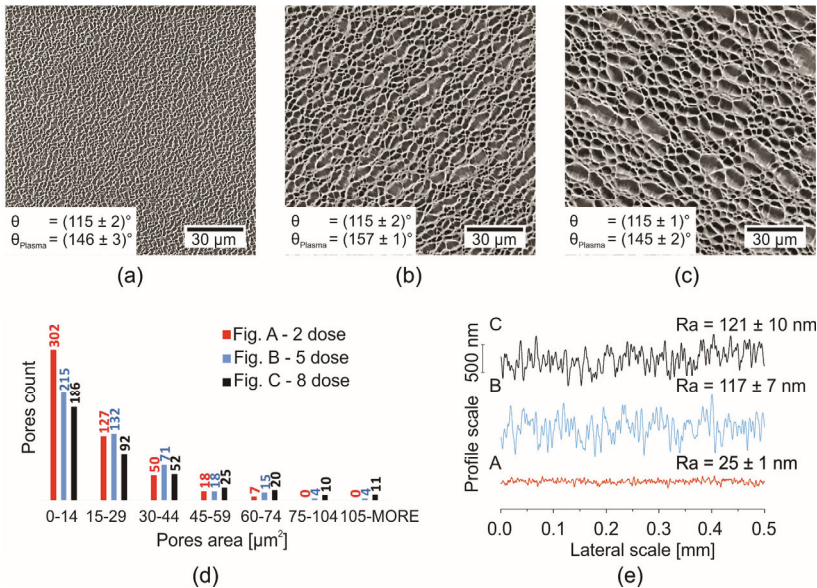 θ = (115 ± 2)°
θPlasma = (146 ± 3)°
30 µm
(a)
θ = (115 ± 2)°
θPlasma = (157 ± 1)°
30 µm
(b)
θ = (115 ± 1)°
θPlasma = (145 ± 2)°
30 µm
(c)
Pores count
Fig. A - 2 dose
Fig. B - 5 dose
Fig. C - 8 dose
302 215 186
127 132 92
50 71 52
18 18 25
7 15 20
0 4 10
0 4 11
0-14 15-29 30-44 45-59 60-74 75-104 105-MORE
Pores area [µm²]
(d)
Profile scale
500 nm
C Ra = 121 ± 10 nm
B Ra = 117 ± 7 nm
A Ra = 25 ± 1 nm
0.0 0.1 0.2 0.3 0.4 0.5
Lateral scale [mm]
(e)